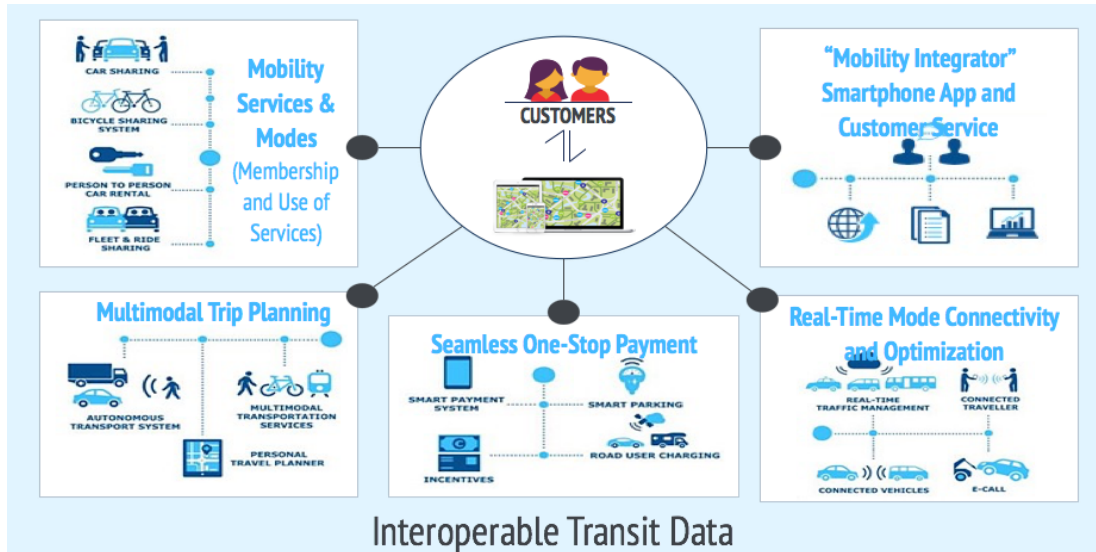 Mobility
Services &
Modes
(Membership
and Use of
Services)
CAR SHARING
BICYCLE SHARING
SYSTEM
PERSON TO PERSON
CAR RENTAL
FLEET & RIDE
SHARING
CUSTOMERS
“Mobility Integrator”
Smartphone App and
Customer Service
Multimodal Trip Planning
AUTONOMOUS
TRANSPORT SYSTEM
MULTIMODAL
TRANSPORTATION
SERVICES
PERSONAL
TRAVEL PLANNER
Seamless One-Stop Payment
SMART PAYMENT
SYSTEM
SMART PARKING
INCENTIVES
ROAD USER CHARGING
Real-Time Mode Connectivity
and Optimization
REAL-TIME
TRAFFIC MANAGEMENT
CONNECTED
TRAVELLER
CONNECTED VEHICLES
E-CALL
Interoperable Transit Data